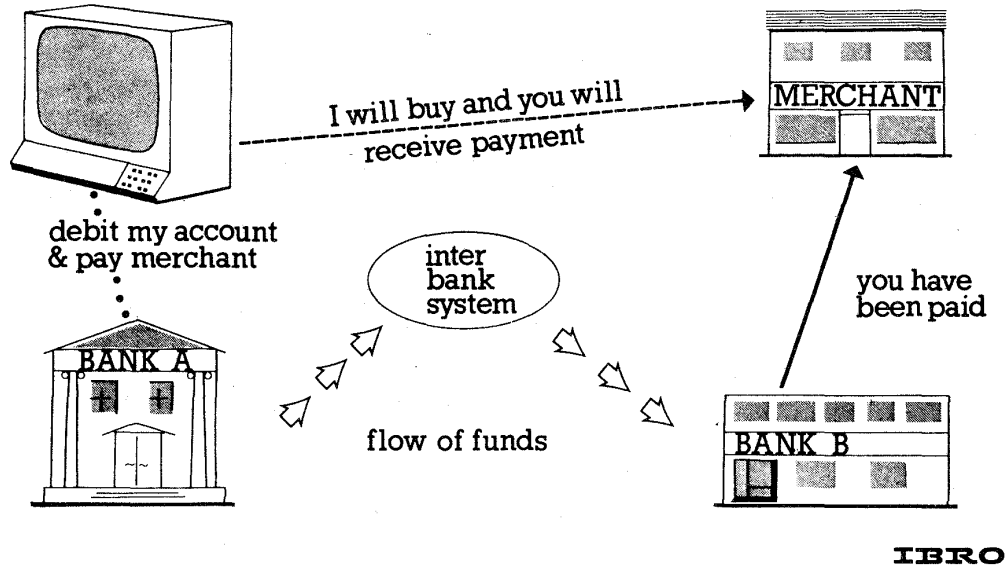 I will buy and you will
receive payment
MERCHANT
debit my account
& pay merchant
inter
bank
system
you have
been paid
BANK A
flow of funds
BANK B
IBRO